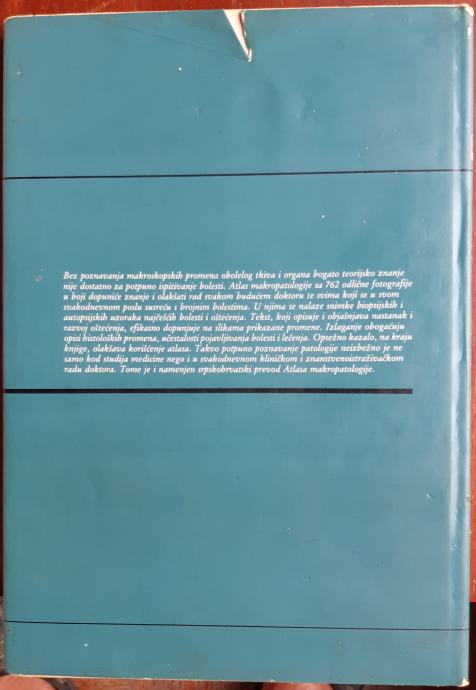 Bez poznavanja makroskopskih promena obolelog tkiva i organa bogato teorijsko znanje
nije dostatno za potpuno ispitivanje bolesti. Atlas makropatologije sa 762 odlične fotografije
u boji dopuniće znanje i olakšati rad svakom budućem doktoru te svima koji se u svom
svakodnevnom poslu susreću s brojnim bolestima. U njima se nalaze snimke biopsijskih i
autopsijskih uzoraka najčešćih bolesti i oštećenja. Tekst, koji opisuje i objašnjava nastanak i
razvoj oštećenja, efikasno dopunjuje na slikama prikazane promene. Izlaganje obogaćuju
opisi histoloških promena, učestalosti pojavljivanja bolesti i lečenja. Opsežno kazalo, na kraju
knjige, olakšava korišćenje atlasa. Takvo potpuno poznavanje patologije neizbežno je ne
samo kod studija medicine nego i u svakodnevnom kliničkom i znanstvenoistraživačkom
radu doktora. Tome je i namenjen srpskohrvatski prevod Atlasa makropatologije.